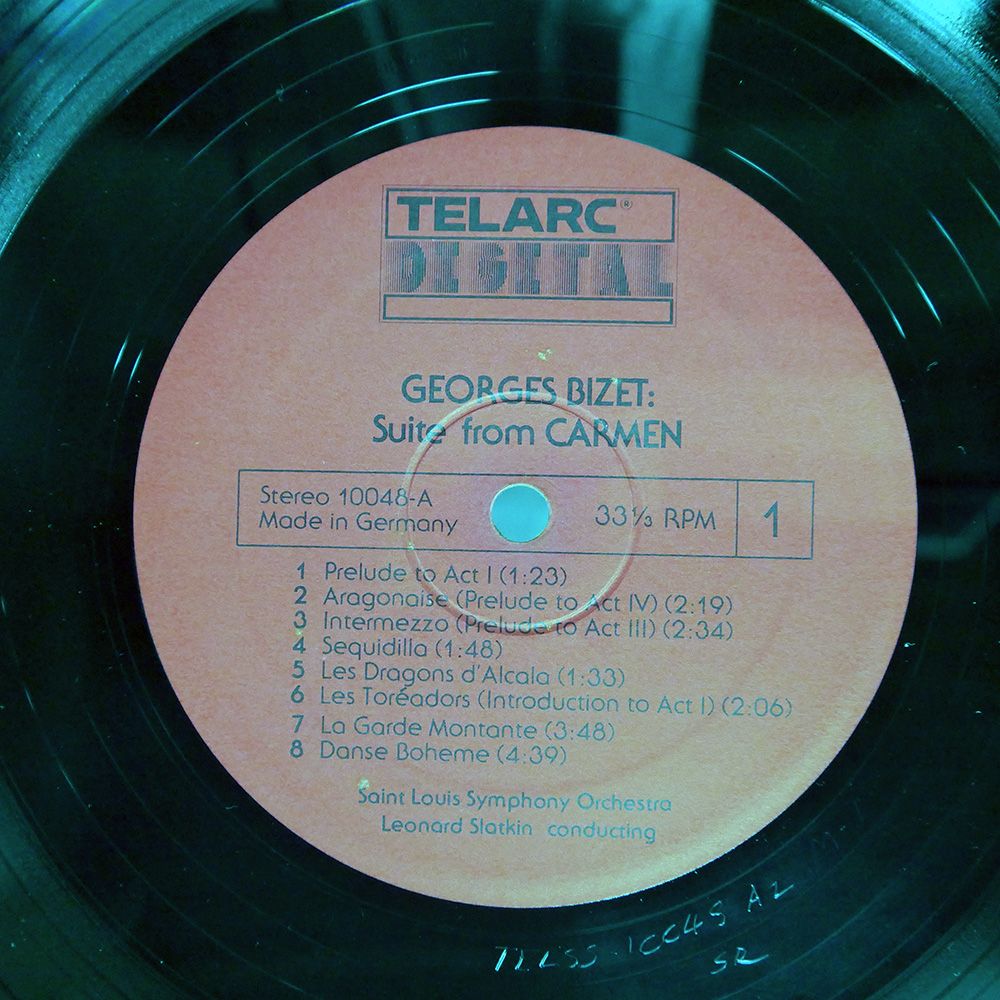 TELARC®
DIGITAL
GEORGES BIZET:
Suite from CARMEN
Stereo 10048-A
Made in Germany
33⅓ RPM
1
1 Prelude to Act I (1:23)
2 Aragonaise (Prelude to Act IV) (2:19)
3 Intermezzo (Prelude to Act III) (2:34)
4 Sequidilla (1:48)
5 Les Dragons d'Alcala (1:33)
6 Les Toréadors (Introduction to Act I) (2:06)
7 La Garde Montante (3:48)
8 Danse Boheme (4:39)
Saint Louis Symphony Orchestra
Leonard Slatkin conducting
A2
SR